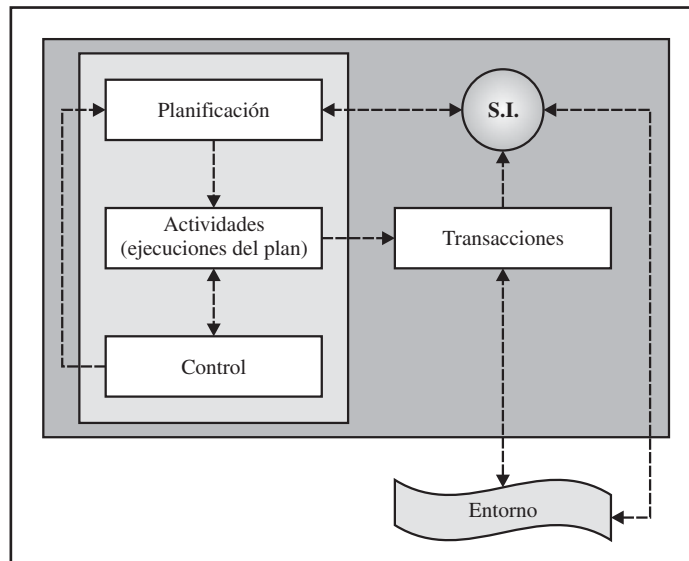 Planificación
S.I.
Actividades
(ejecuciones del plan)
Transacciones
Control
Entorno